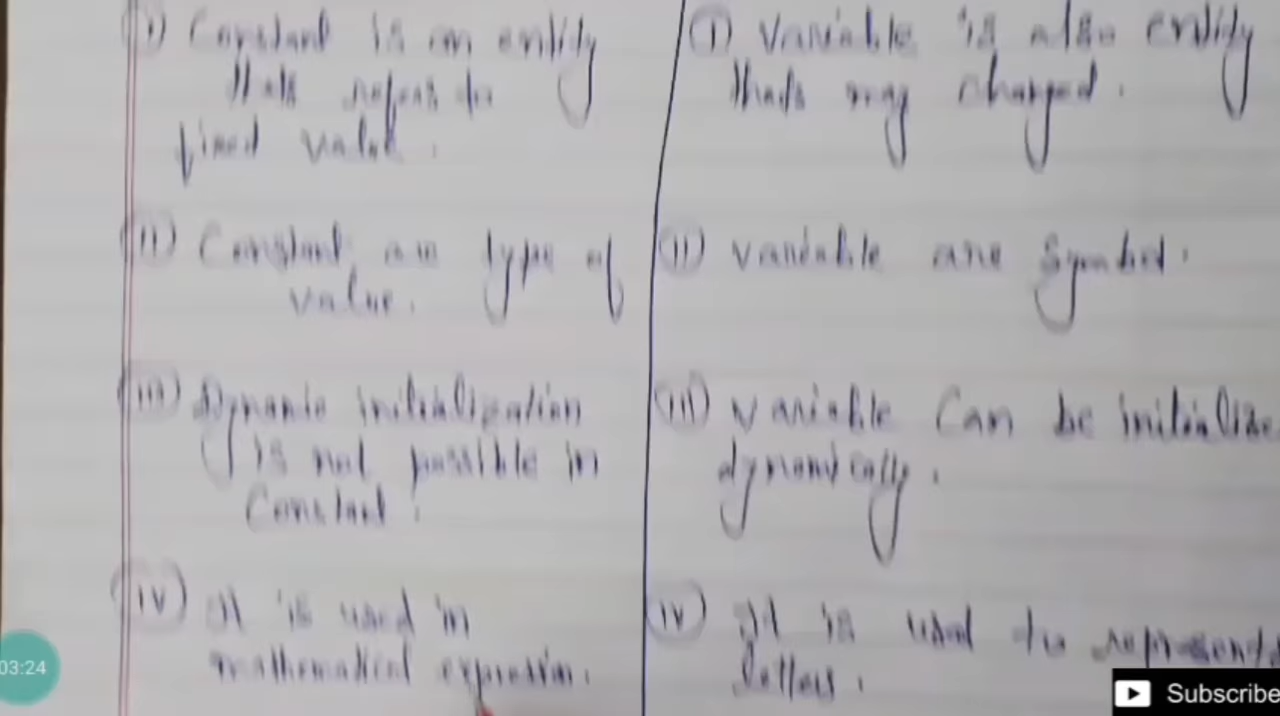 (i) Constant is an entity
thats refers to
fixed value.
(i) Variable is also entity
thats may changed.
(ii) Constant are type of
value.
(ii) variable are Symbol.
(iii) Dynamic initialization
is not possible in
Constant.
(iii) variable Can be initialize
dynamically.
(iv) It is used in
mathematical expression.
(iv) It is used to represents
letters.
03:24
Subscribe